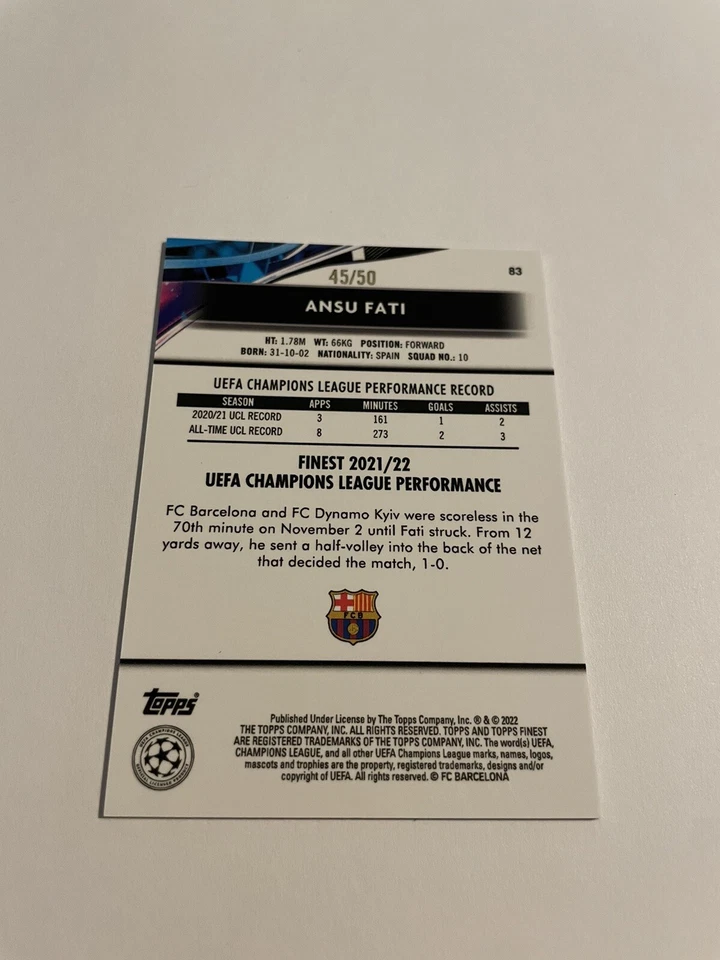 83
45/50
ANSU FATI
HT: 1.78M WT: 66KG POSITION: FORWARD
BORN: 31-10-02 NATIONALITY: SPAIN SQUAD NO.: 10
UEFA CHAMPIONS LEAGUE PERFORMANCE RECORD
SEASON APPS MINUTES GOALS ASSISTS
2020/21 UCL RECORD 3 161 1 2
ALL-TIME UCL RECORD 8 273 2 3
FINEST 2021/22
UEFA CHAMPIONS LEAGUE PERFORMANCE
FC Barcelona and FC Dynamo Kyiv were scoreless in the
70th minute on November 2 until Fati struck. From 12
yards away, he sent a half-volley into the back of the net
that decided the match, 1-0.
FCB
Topps®
Published Under License by The Topps Company, Inc. ® & © 2022
THE TOPPS COMPANY, INC. ALL RIGHTS RESERVED. TOPPS AND TOPPS FINEST
ARE REGISTERED TRADEMARKS OF THE TOPPS COMPANY, INC. The word(s) UEFA,
CHAMPIONS LEAGUE, and all other UEFA Champions League marks, names, logos,
mascots and trophies are the property, registered trademarks, designs and/or
copyright of UEFA. All rights reserved. © FC BARCELONA
UEFA CHAMPIONS LEAGUE
OFFICIAL LICENSED PRODUCT